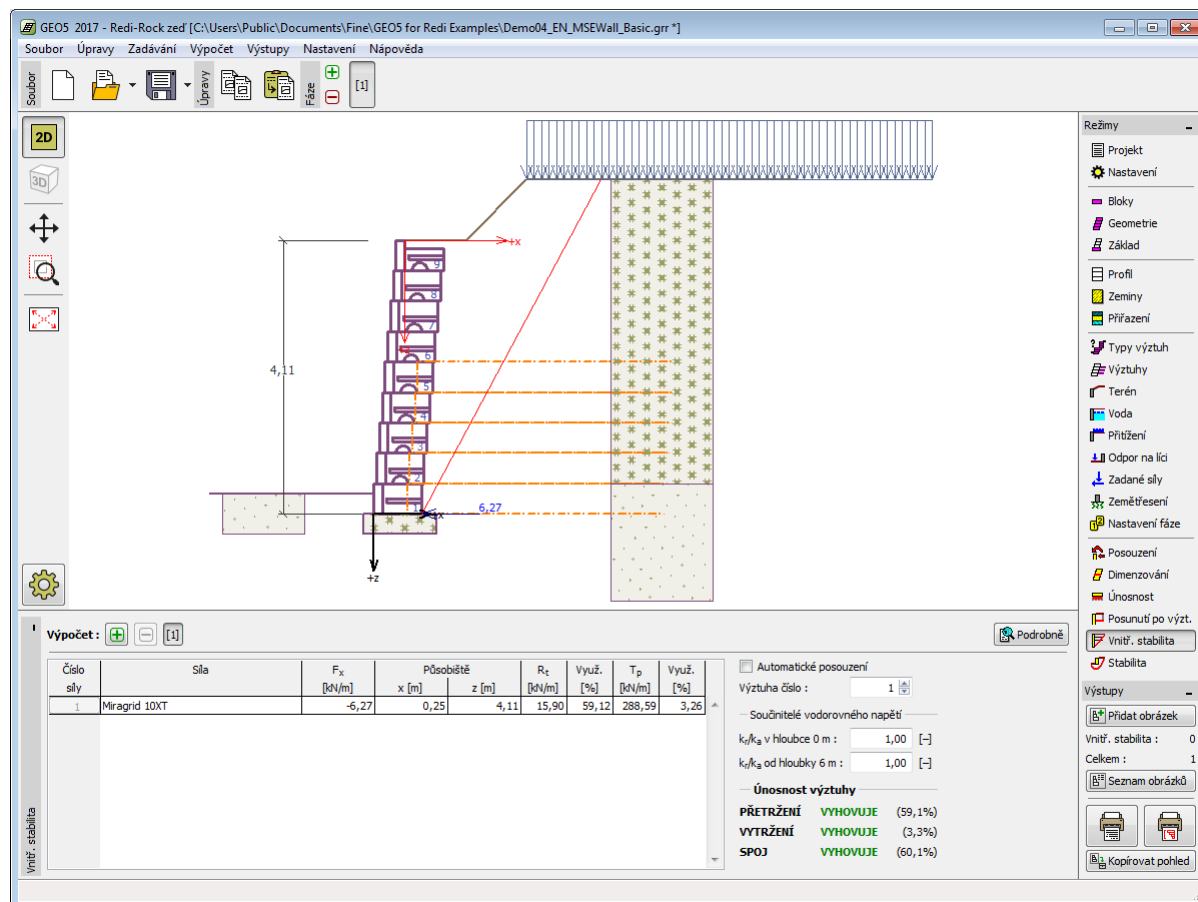 GEO5 2017 - Redi-Rock zeď [C:\Users\Public\Documents\Fine\GEO5 for Redi Examples\Demo04_EN_MSEWall_Basic.grr *]
Soubor Úpravy Zadávání Výpočet Výstupy Nastavení Nápověda
Soubor
Úpravy
Fáze
[1]
2D
3D
4,11
+x
9
8
7
6
5
4
3
2
1
6,27
+x
+z
Režimy
Projekt
Nastavení
Bloky
Geometrie
Základ
Profil
Zeminy
Přiřazení
Typy výztuh
Výztuhy
Terén
Voda
Přitížení
Odpor na líci
Zadané síly
Zemětřesení
Nastavení fáze
Posouzení
Dimenzování
Únosnost
Posunutí po výzt.
Vnitř. stabilita
Stabilita
Výstupy
Přidat obrázek
Vnitř. stabilita : 0
Celkem : 1
Seznam obrázků
Kopírovat pohled
Vnitř. stabilita
Výpočet : [1]
Podrobně
Číslo Síla Fx Působiště Rt Využ. Tp Využ.
síly [kN/m] x [m] z [m] [kN/m] [%] [kN/m] [%]
1 Miragrid 10XT -6,27 0,25 4,11 15,90 59,12 288,59 3,26
Automatické posouzení
Výztuha číslo : 1
Součinitelé vodorovného napětí
kr/ka v hloubce 0 m : 1,00 [–]
kr/ka od hloubky 6 m : 1,00 [–]
Únosnost výztuhy
PŘETRŽENÍ VYHOVUJE (59,1%)
VYTRŽENÍ VYHOVUJE (3,3%)
SPOJ VYHOVUJE (60,1%)